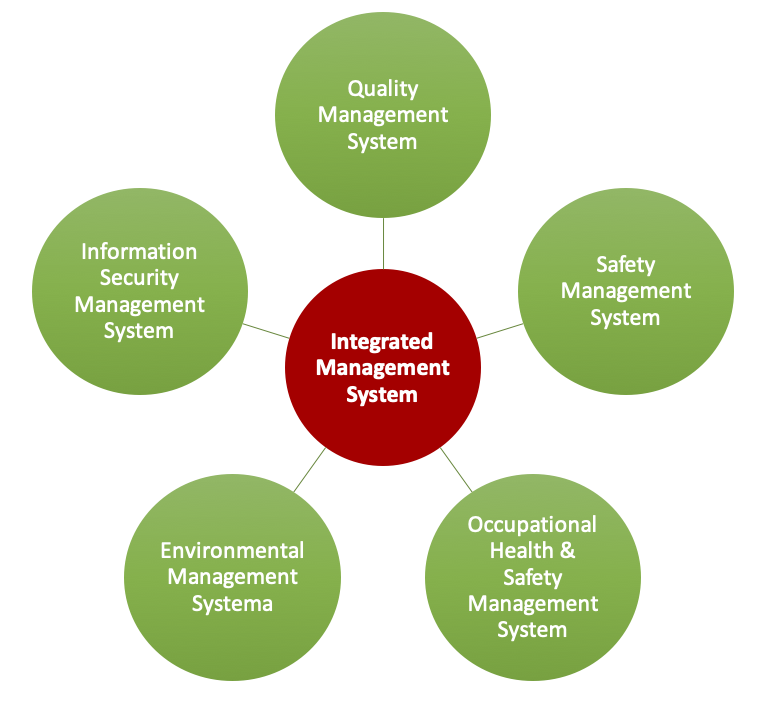 Quality
Management
System
Information
Security
Management
System
Safety
Management
System
Integrated
Management
System
Environmental
Management
Systema
Occupational
Health &
Safety
Management
System